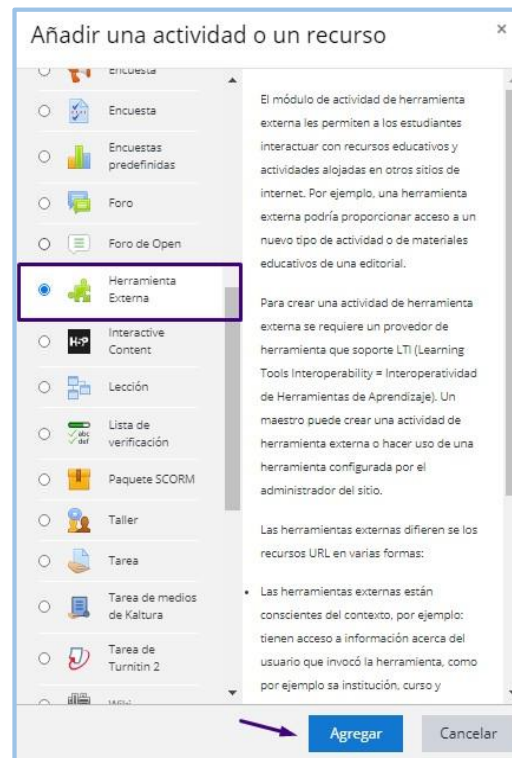 Añadir una actividad o un recurso
×
Encuesta
Encuesta
Encuestas
predefinidas
Foro
Foro de Open
Herramienta
Externa
H-P
Interactive
Content
Lección
abc
def
Lista de
verificación
Paquete SCORM
Taller
Tarea
Tarea de medios
de Kaltura
Tarea de
Turnitin 2
Wiki
El módulo de actividad de herramienta
externa les permiten a los estudiantes
interactuar con recursos educativos y
actividades alojadas en otros sitios de
internet. Por ejemplo, una herramienta
externa podría proporcionar acceso a un
nuevo tipo de actividad o de materiales
educativos de una editorial.
Para crear una actividad de herramienta
externa se requiere un provedor de
herramienta que soporte LTI (Learning
Tools Interoperability = Interoperatividad
de Herramientas de Aprendizaje). Un
maestro puede crear una actividad de
herramienta externa o hacer uso de una
herramienta configurada por el
administrador del sitio.
Las herramientas externas difieren se los
recursos URL en varias formas:
• Las herramientas externas están
conscientes del contexto, por ejemplo:
tienen acceso a información acerca del
usuario que invocó la herramienta, como
por ejemplo sa institución, curso y
Agregar
Cancelar